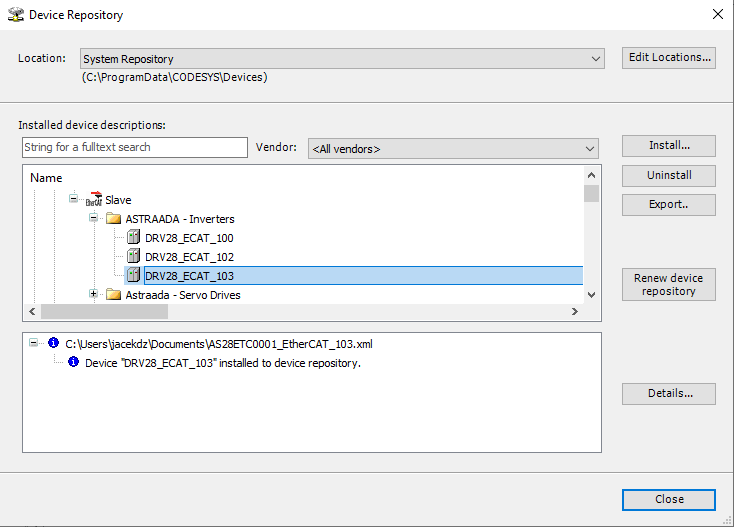 Device Repository
Location: System Repository Edit Locations...
(C:\ProgramData\CODESYS\Devices)
Installed device descriptions:
String for a fulltext search Vendor: <All vendors> Install...
Uninstall
Name
Export..
EtherCAT Slave
ASTRAADA - Inverters
DRV28_ECAT_100
DRV28_ECAT_102
DRV28_ECAT_103
Renew device repository
Astraada - Servo Drives
C:\Users\jacekdz\Documents\AS28ETC0001_EtherCAT_103.xml
Device "DRV28_ECAT_103" installed to device repository.
Details...
Close